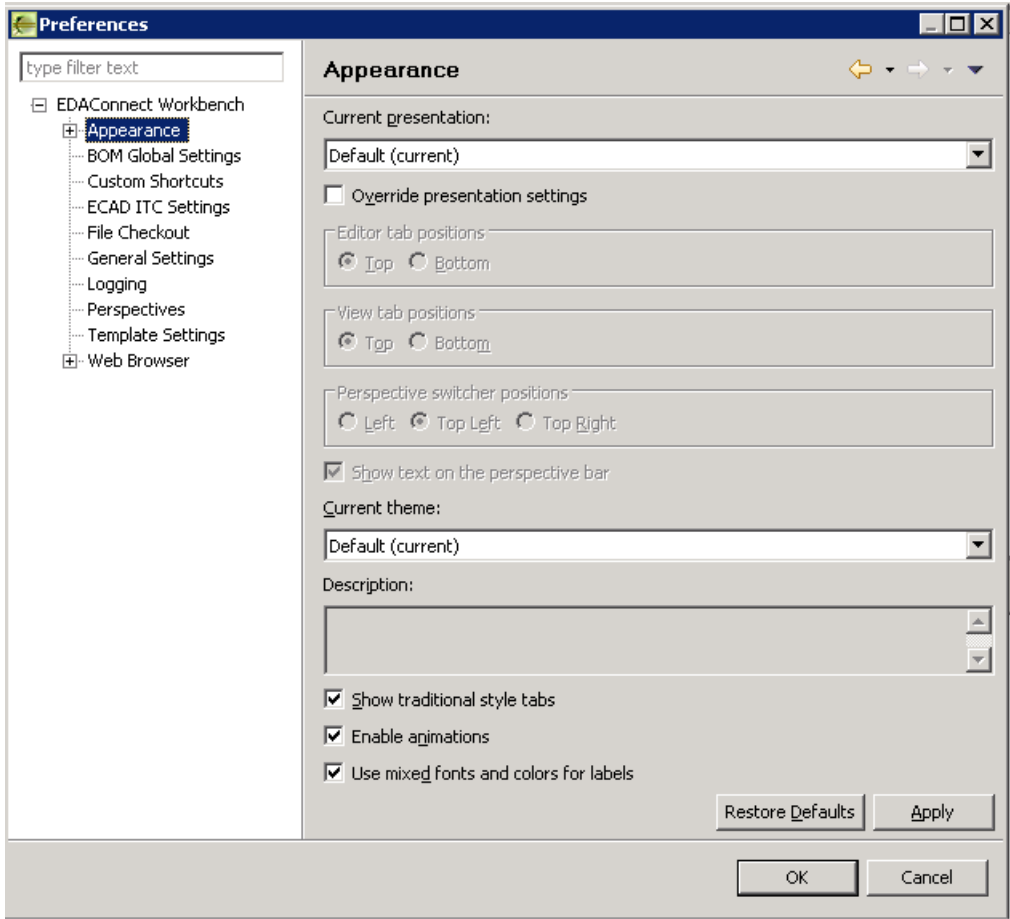 Preferences
type filter text
EDAConnect Workbench
Appearance
BOM Global Settings
Custom Shortcuts
ECAD ITC Settings
File Checkout
General Settings
Logging
Perspectives
Template Settings
Web Browser
Appearance
Current presentation:
Default (current)
Override presentation settings
Editor tab positions
Top Bottom
View tab positions
Top Bottom
Perspective switcher positions
Left Top Left Top Right
Show text on the perspective bar
Current theme:
Default (current)
Description:
Show traditional style tabs
Enable animations
Use mixed fonts and colors for labels
Restore Defaults Apply
OK Cancel